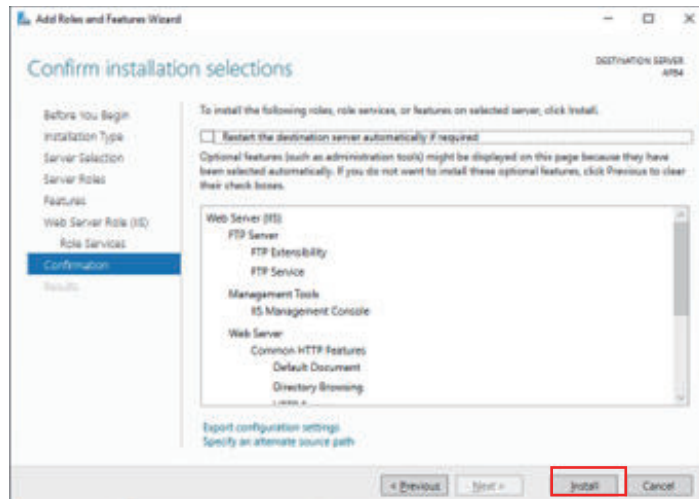 Add Roles and Features Wizard
Confirm installation selections
DESTINATION SERVER
Before You Begin
Installation Type
Server Selection
Server Roles
Features
Web Server Role (IIS)
Role Services
Confirmation
Results
To install the following roles, role services, or features on selected server, click Install.
Restart the destination server automatically if required
Optional features (such as administration tools) might be displayed on this page because they have
been selected automatically. If you do not want to install these optional features, click Previous to clear
their check boxes.
Web Server (IIS)
FTP Server
FTP Extensibility
FTP Service
Management Tools
IIS Management Console
Web Server
Common HTTP Features
Default Document
Directory Browsing
Export configuration settings
Specify an alternate source path
< Previous
Next >
Install
Cancel